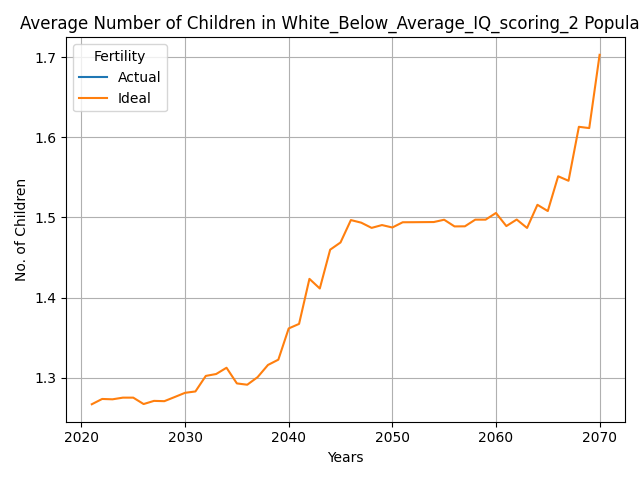 Average Number of Children in White_Below_Average_IQ_scoring_2 Popula
Fertility
Actual
Ideal
No. of Children
1.7
1.6
1.5
1.4
1.3
2020 2030 2040 2050 2060 2070
Years